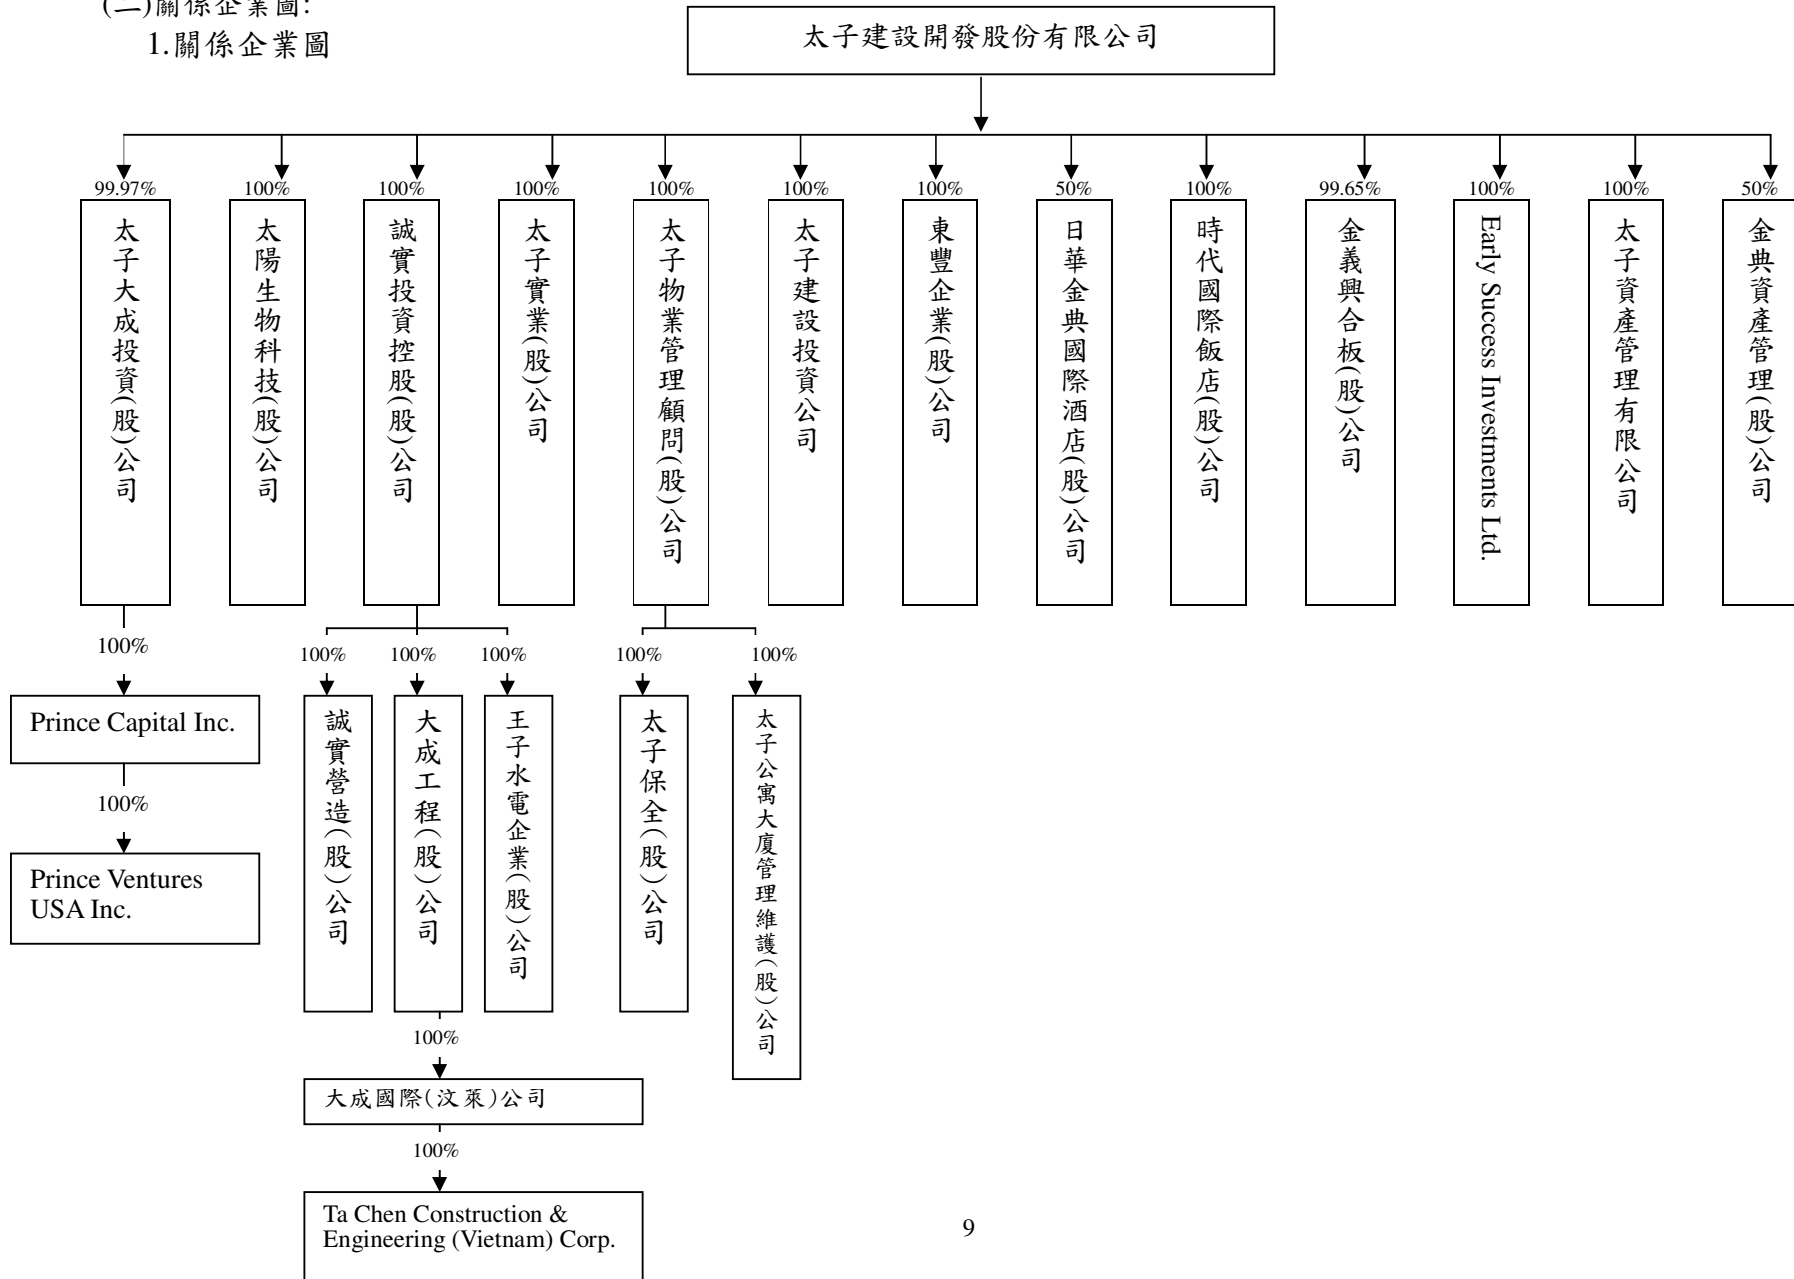 (二)關係企業圖:
1.關係企業圖
太子建設開發股份有限公司
99.97%
100%
100%
100%
100%
100%
100%
50%
100%
99.65%
100%
100%
50%
太子大成投資(股)公司
太陽生物科技(股)公司
誠實投資控股(股)公司
太子實業(股)公司
太子物業管理顧問(股)公司
太子建設投資公司
東豐企業(股)公司
日華金典國際酒店(股)公司
時代國際飯店(股)公司
金義興合板(股)公司
Early Success Investments Ltd.
太子資產管理有限公司
金典資產管理(股)公司
100%
100%
100%
100%
100%
100%
Prince Capital Inc.
誠實營造(股)公司
大成工程(股)公司
王子水電企業(股)公司
太子保全(股)公司
太子公寓大廈管理維護(股)公司
100%
Prince Ventures
USA Inc.
100%
大成國際(汶萊)公司
100%
Ta Chen Construction &
Engineering (Vietnam) Corp.
9